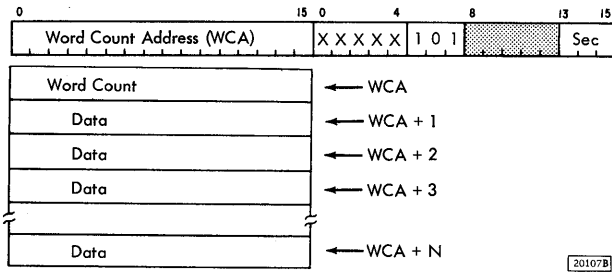 0 15 0 4 8 13 15
Word Count Address (WCA) X X X X X 1 0 1 Sec
Word Count ← WCA
Data ← WCA + 1
Data ← WCA + 2
Data ← WCA + 3
Data ← WCA + N
20107B